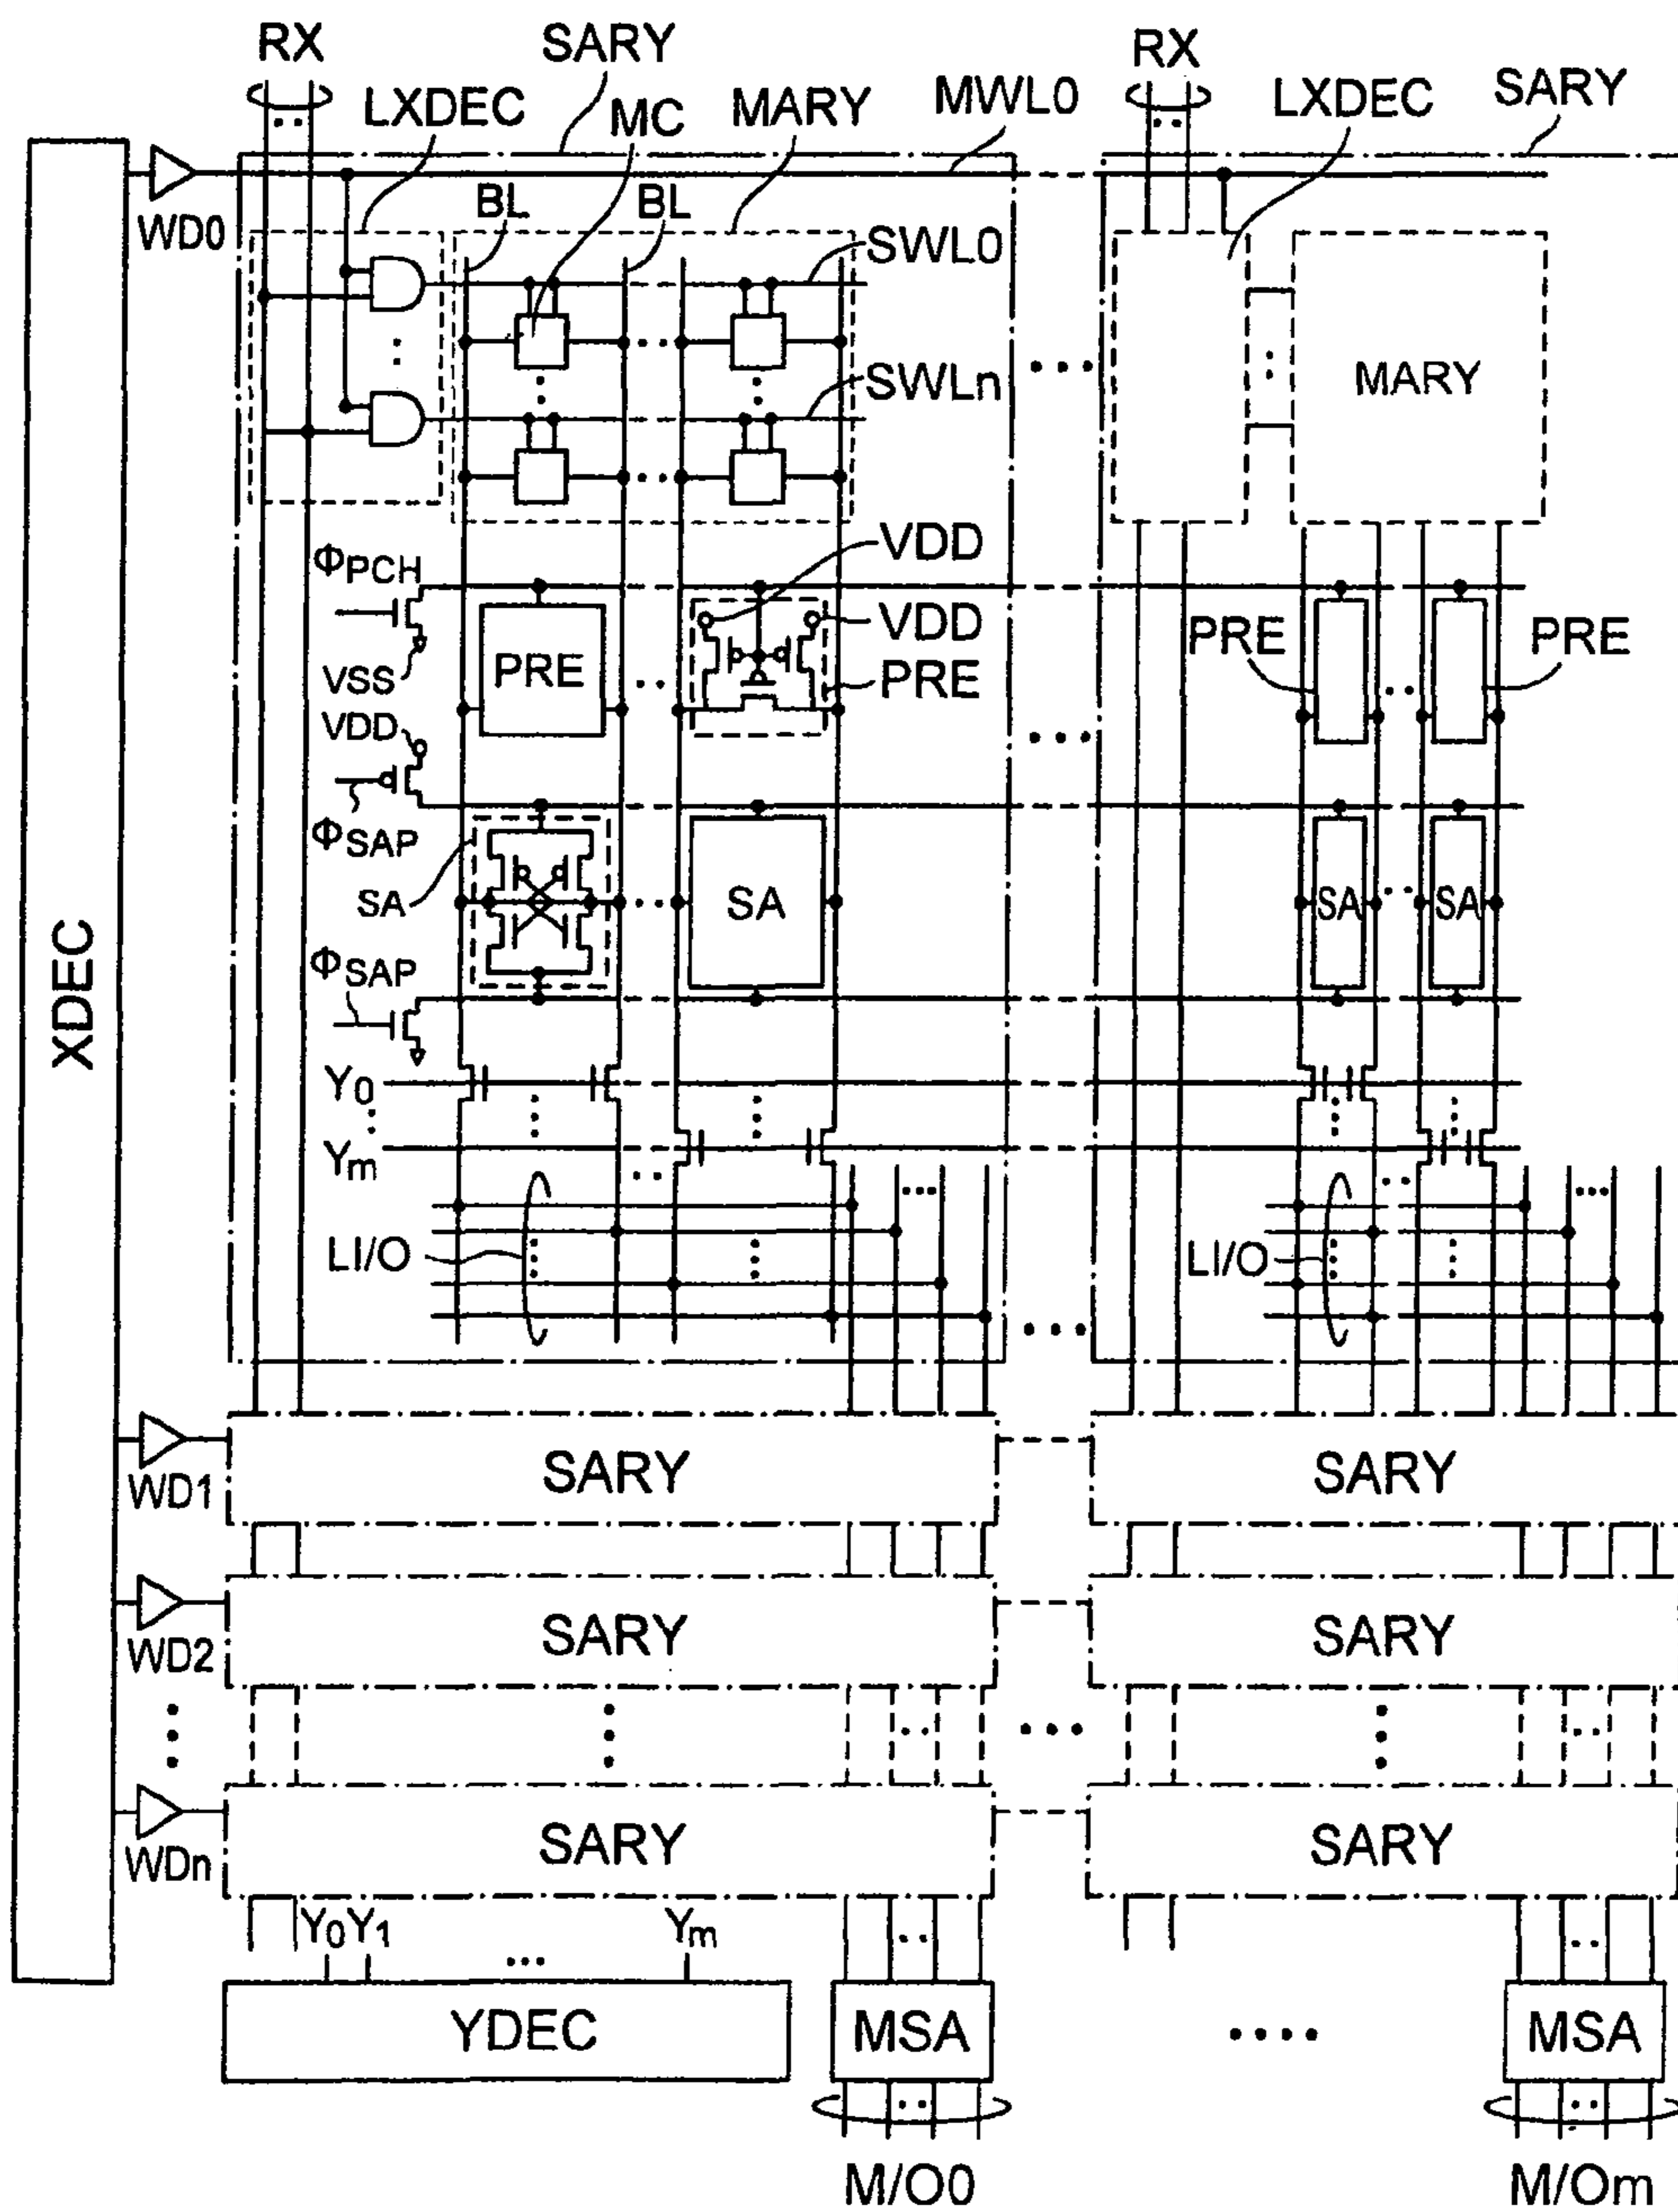 RX SARY RX
LXDEC MC MARY MWL0 LXDEC SARY
WD0 BL BL
SWL0
SWLn MARY
ΦPCH VDD
VDD
VSS PRE PRE PRE PRE
VDD
ΦSAP
SA SA SA SA
ΦSAP
XDEC
Y0
Ym
LI/O LI/O
WD1 SARY SARY
WD2 SARY SARY
WDn SARY SARY
Y0 Y1 Ym
YDEC MSA MSA
M/O0 M/Om